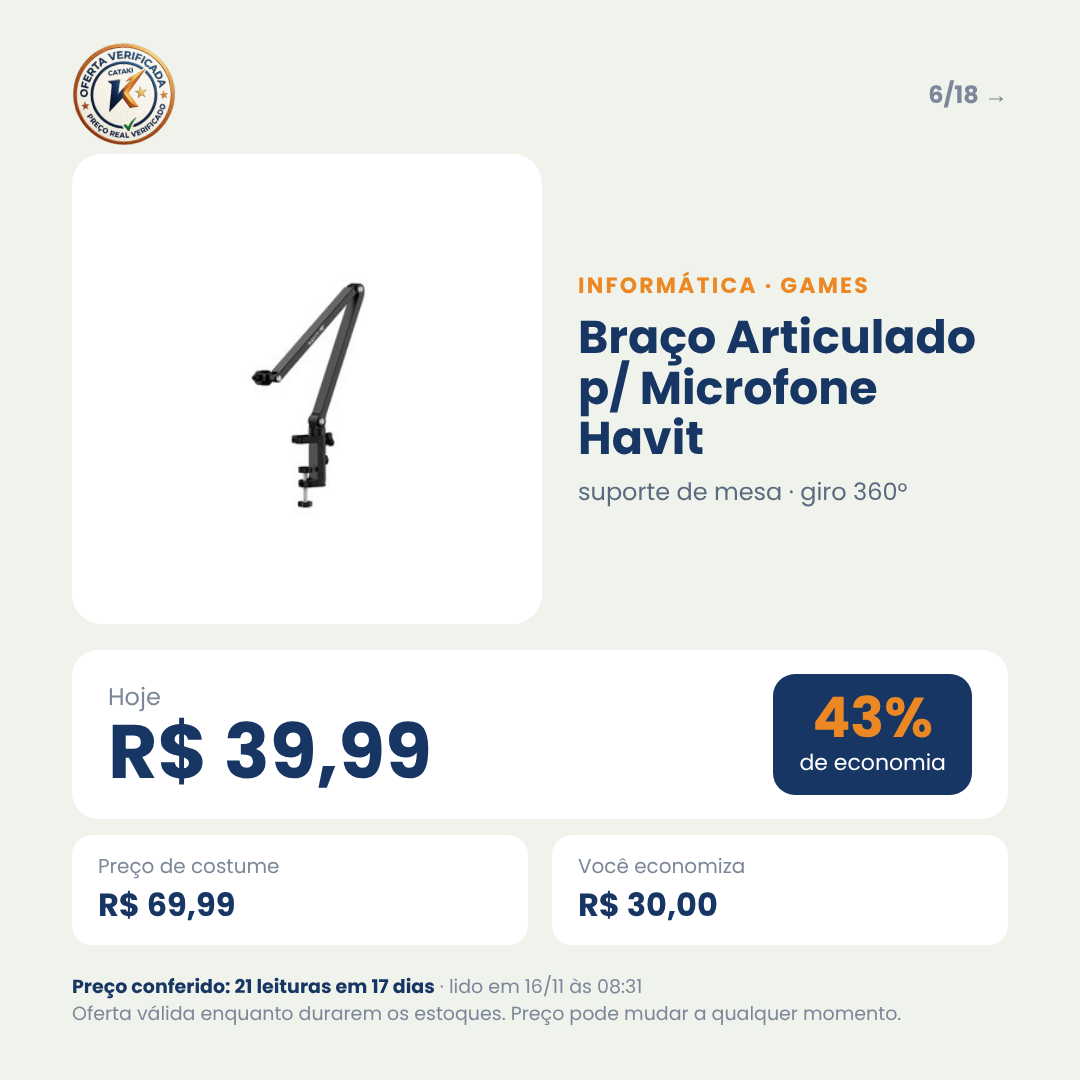 OFERTA VERIFICADA
CATAKI
PREÇO REAL VERIFICADO
6/18 →
INFORMÁTICA · GAMES
Braço Articulado
p/ Microfone
Havit
suporte de mesa · giro 360°
Hoje
R$ 39,99
43%
de economia
Preço de costume
R$ 69,99
Você economiza
R$ 30,00
Preço conferido: 21 leituras em 17 dias · lido em 16/11 às 08:31
Oferta válida enquanto durarem os estoques. Preço pode mudar a qualquer momento.